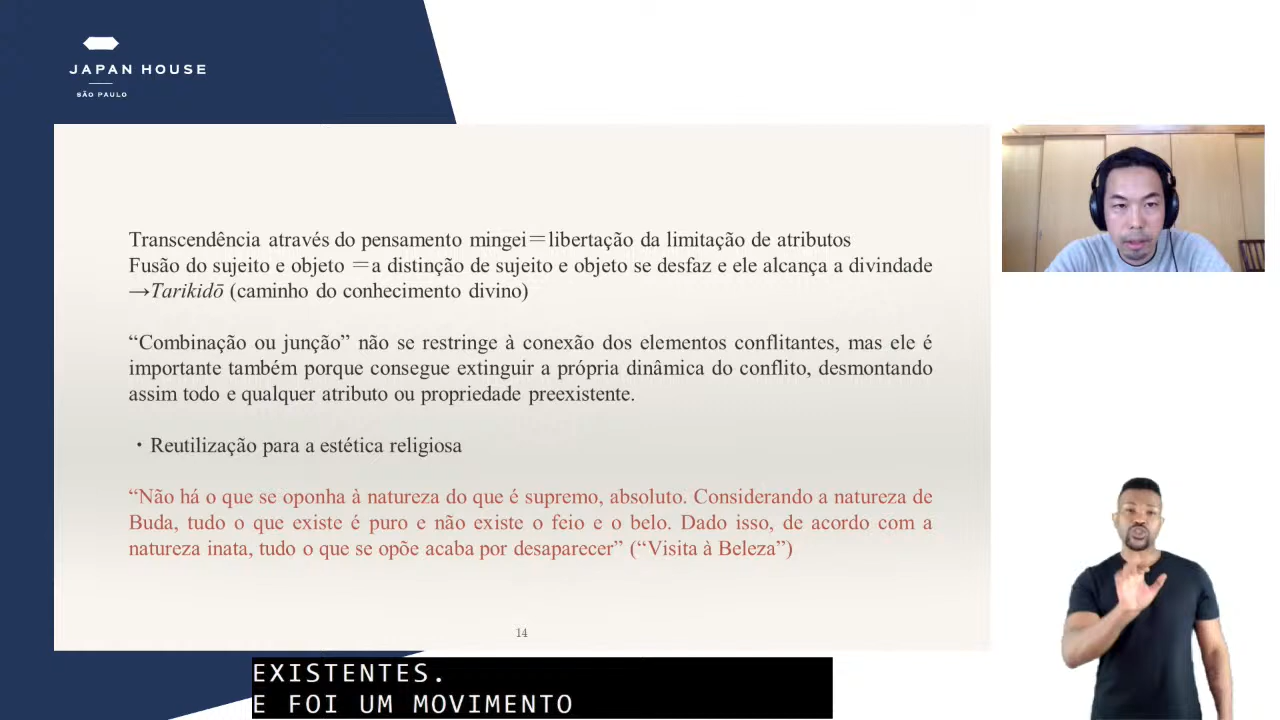 JAPAN HOUSE
SÃO PAULO
Transcendência através do pensamento mingei＝libertação da limitação de atributos
Fusão do sujeito e objeto ＝a distinção de sujeito e objeto se desfaz e ele alcança a divindade
→Tarikidō (caminho do conhecimento divino)
“Combinação ou junção” não se restringe à conexão dos elementos conflitantes, mas ele é
importante também porque consegue extinguir a própria dinâmica do conflito, desmontando
assim todo e qualquer atributo ou propriedade preexistente.
・Reutilização para a estética religiosa
“Não há o que se oponha à natureza do que é supremo, absoluto. Considerando a natureza de
Buda, tudo o que existe é puro e não existe o feio e o belo. Dado isso, de acordo com a
natureza inata, tudo o que se opõe acaba por desaparecer” (“Visita à Beleza”)
14
EXISTENTES.
E FOI UM MOVIMENTO